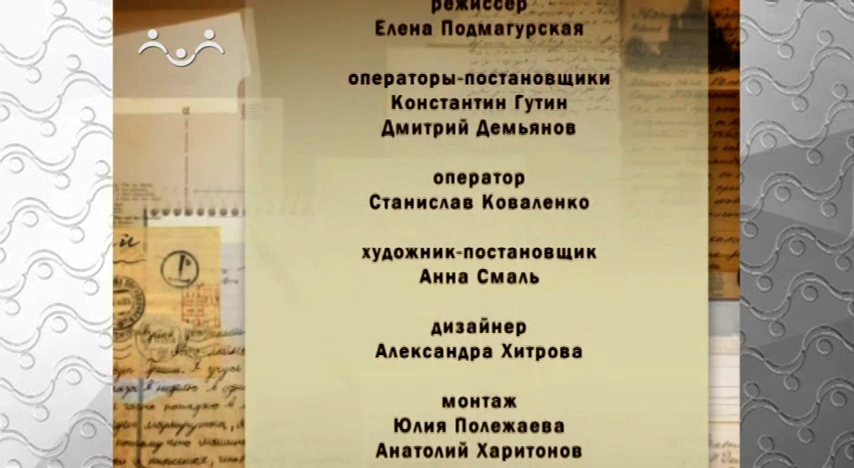 режиссер
Елена Подмагурская
операторы-постановщики
Константин Гутин
Дмитрий Демьянов
оператор
Станислав Коваленко
художник-постановщик
Анна Смаль
дизайнер
Александра Хитрова
монтаж
Юлия Полежаева
Анатолий Харитонов